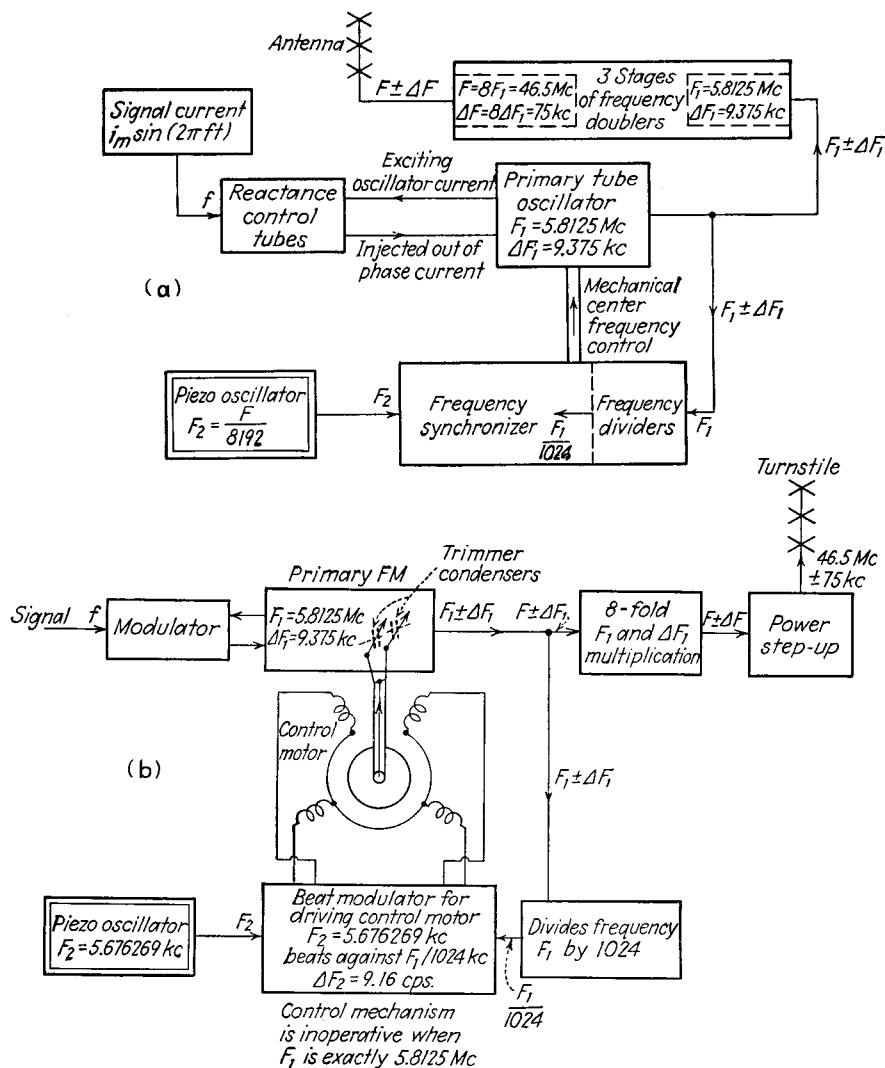 Antenna
F±ΔF
F=8F₁=46.5Mc
ΔF=8ΔF₁=75kc
3 Stages
of frequency
doublers
F₁=5.8125Mc
ΔF₁=9.375kc
F₁±ΔF₁
Signal current
iₘ sin (2πft)
f
Reactance
control
tubes
Exciting
oscillator current
Injected out of
phase current
Primary tube
oscillator
F₁=5.8125Mc
ΔF₁=9.375kc
(a)
Mechanical
center
frequency
control
F₁±ΔF₁
Piezo oscillator
F₂=F/8192
F₂
Frequency
synchronizer
F₁/1024
Frequency
dividers
F₁
Turnstile
46.5Mc
±75kc
Trimmer
condensers
Primary FM
Signal f
Modulator
F₁=5.8125Mc
ΔF₁=9.375kc
F₁±ΔF₁
F±ΔF₁
8-fold
F₁ and ΔF₁
multiplication
F±ΔF
Power
step-up
Control
motor
(b)
F₁±ΔF₁
Piezo oscillator
F₂=5.676269kc
F₂
Beat modulator for
driving control motor
F₂=5.676269kc
beats against F₁/1024kc
ΔF₂=9.16 cps.
F₁/1024
Divides frequency
F₁ by 1024
Control mechanism
is inoperative when
F₁ is exactly 5.8125Mc